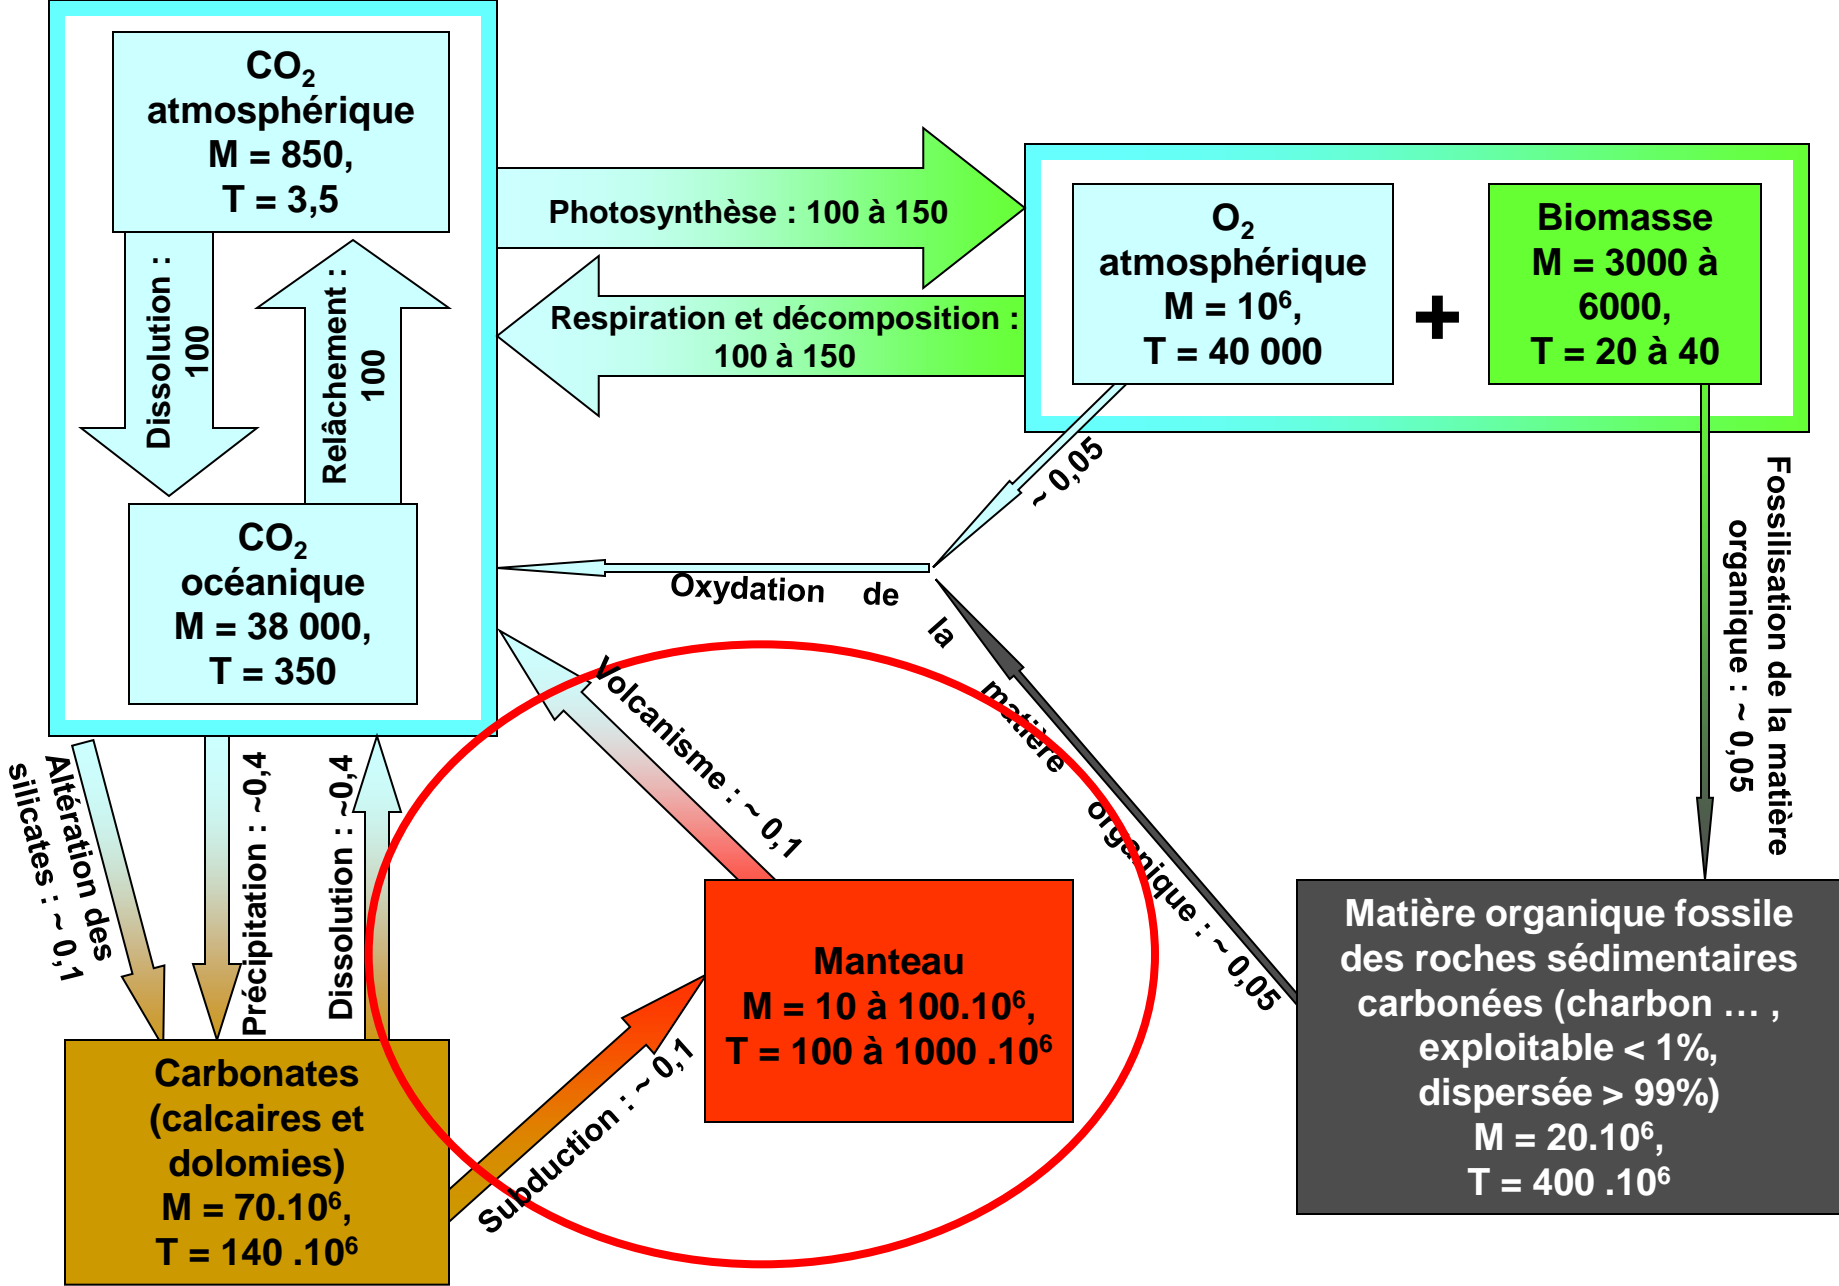 CO2
atmosphérique
M = 850,
T = 3,5
Dissolution :
100
Relâchement :
100
CO2
océanique
M = 38 000,
T = 350
Photosynthèse : 100 à 150
Respiration et décomposition :
100 à 150
O2
atmosphérique
M = 10⁶,
T = 40 000
+
Biomasse
M = 3000 à
6000,
T = 20 à 40
~ 0,05
Fossilisation de la matière
organique : ~ 0,05
Oxydation de la matière organique : ~ 0,05
Volcanisme : ~ 0,1
Altération des
silicates : ~ 0,1
Précipitation : ~0,4
Dissolution : ~0,4
Manteau
M = 10 à 100.10⁶,
T = 100 à 1000 .10⁶
Subduction : ~ 0,1
Carbonates
(calcaires et
dolomies)
M = 70.10⁶,
T = 140 .10⁶
Matière organique fossile
des roches sédimentaires
carbonées (charbon … ,
exploitable < 1%,
dispersée > 99%)
M = 20.10⁶,
T = 400 .10⁶